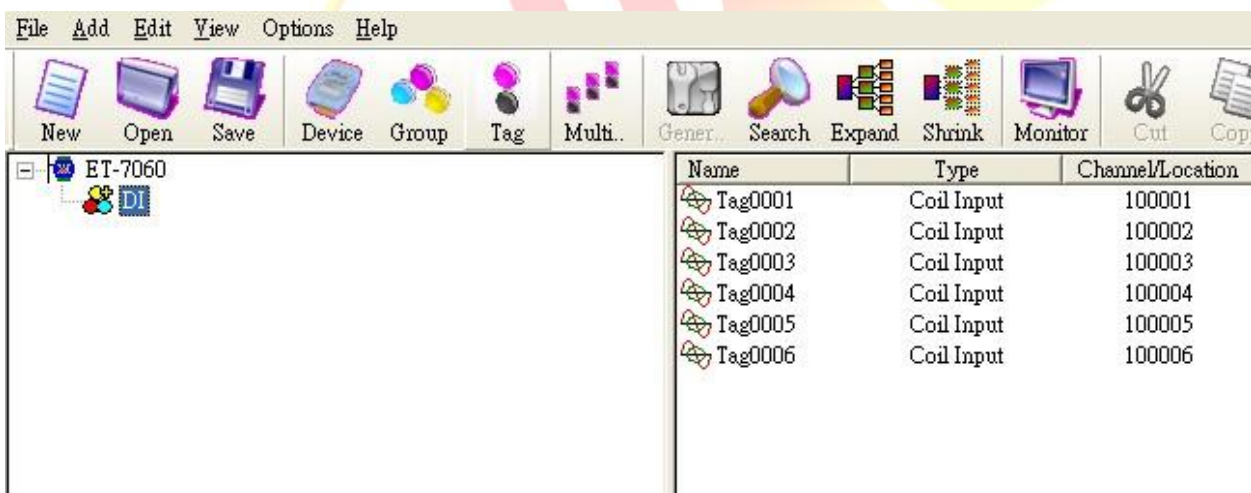 File Add Edit View Options Help
New Open Save Device Group Tag Multi.. Gener.. Search Expand Shrink Monitor Cut Cop
ET-7060
DI
Name Type Channel/Location
Tag0001 Coil Input 100001
Tag0002 Coil Input 100002
Tag0003 Coil Input 100003
Tag0004 Coil Input 100004
Tag0005 Coil Input 100005
Tag0006 Coil Input 100006